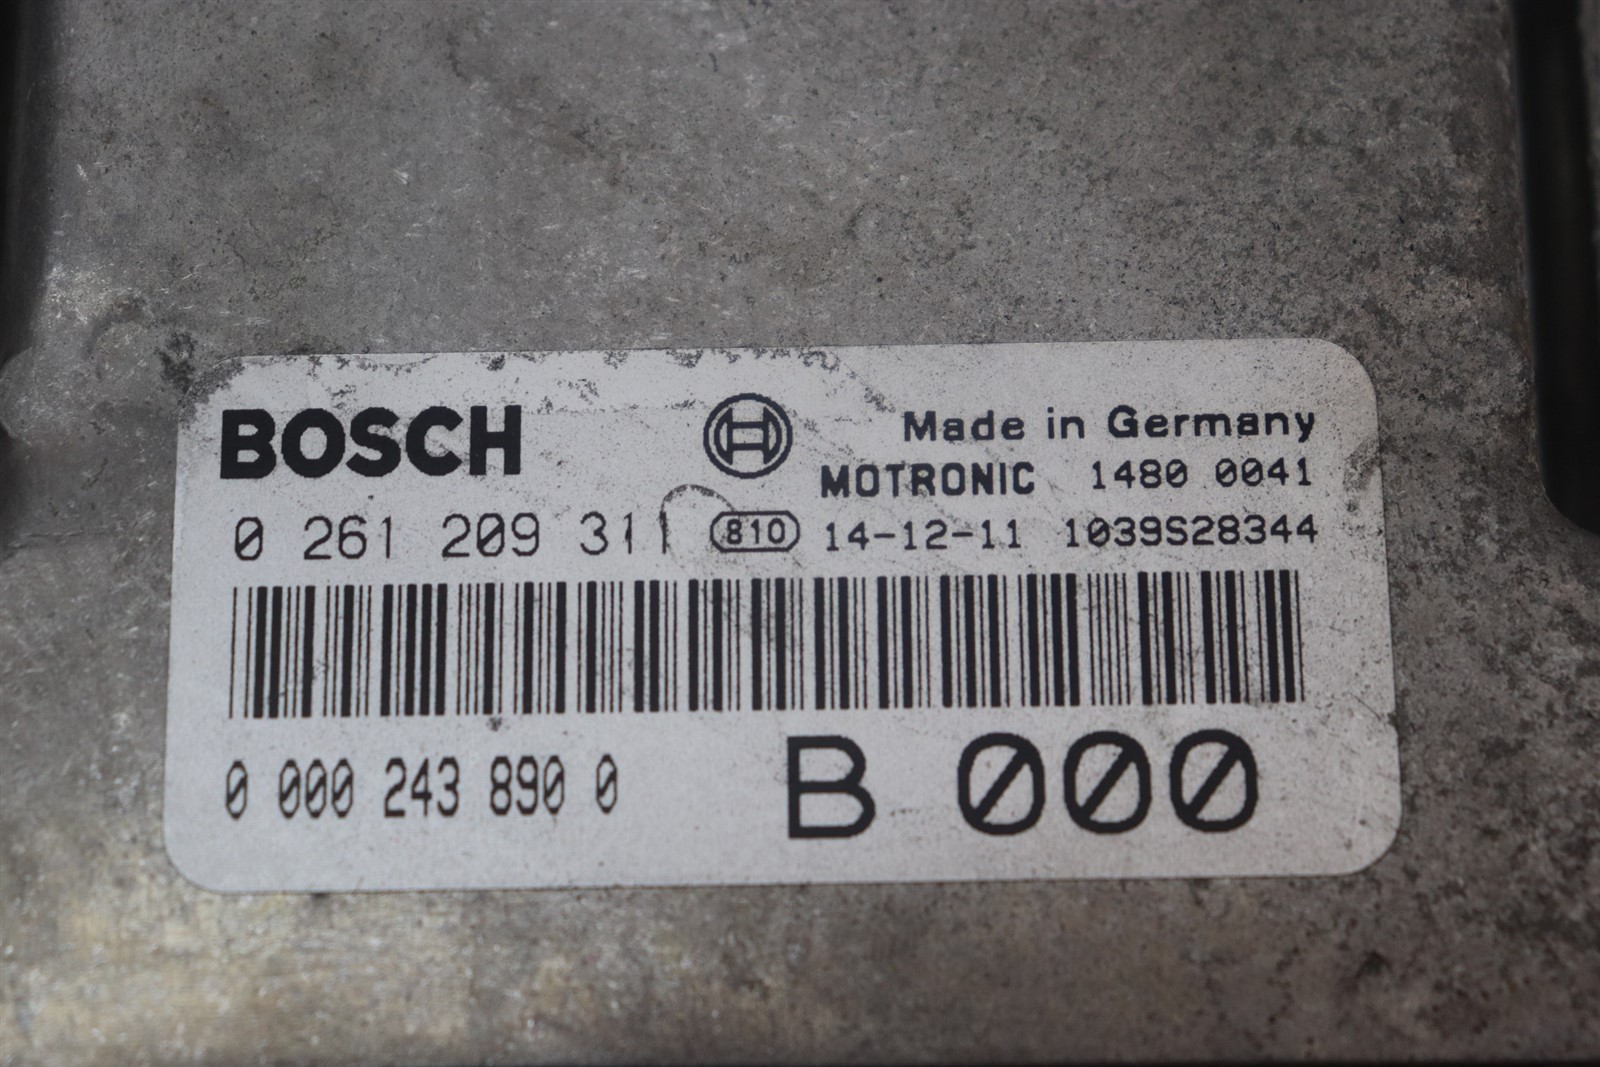 BOSCH Made in Germany
MOTRONIC 1480 0041
0 261 209 311 810 14-12-11 1039S28344
0 000 243 890 0 B 000